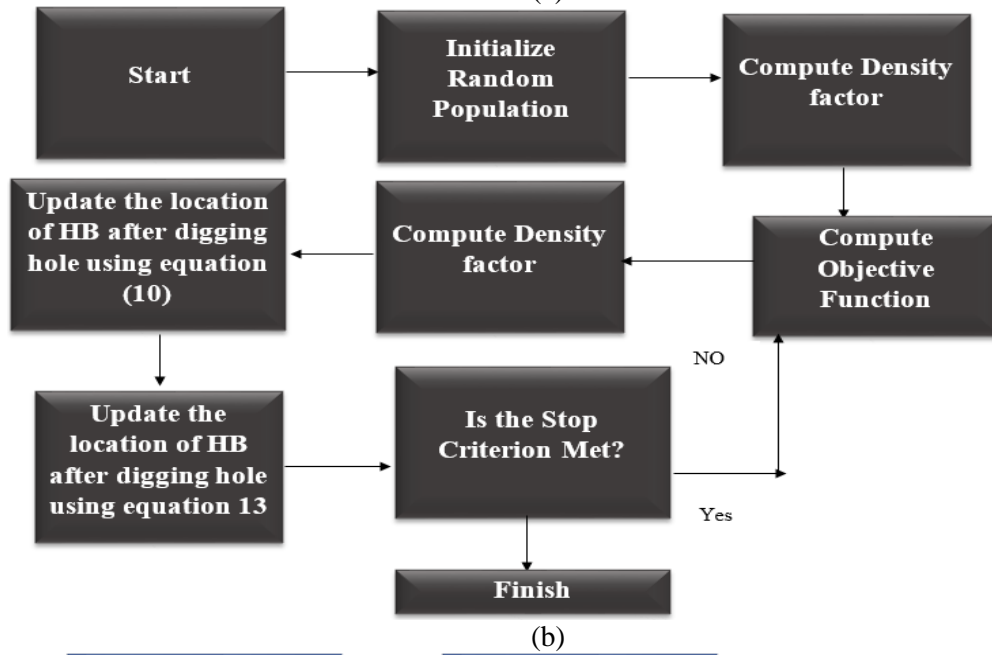 Start
Initialize
Random
Population
Compute Density
factor
Update the location
of HB after digging
hole using equation
(10)
Compute Density
factor
Compute
Objective
Function
NO
Update the
location of HB
after digging hole
using equation 13
Is the Stop
Criterion Met?
Yes
Finish
(b)